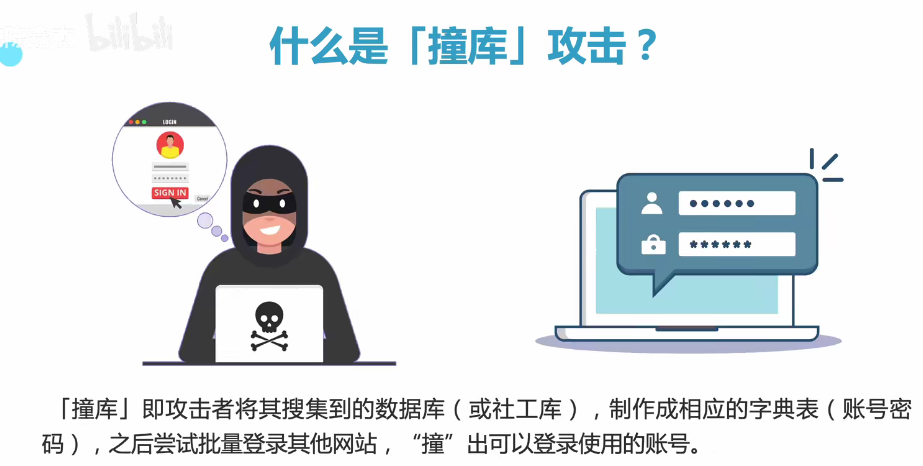 bilibili
什么是「撞库」攻击？
LOGIN
SIGN IN
Cancel
「撞库」即攻击者将其搜集到的数据库（或社工库），制作成相应的字典表（账号密
码），之后尝试批量登录其他网站，“撞”出可以登录使用的账号。